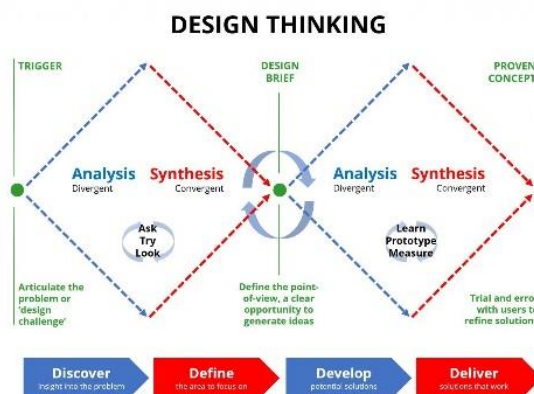 DESIGN THINKING
TRIGGER
DESIGN
BRIEF
PROVEN
CONCEPT
Analysis
Divergent
Synthesis
Convergent
Analysis
Divergent
Synthesis
Convergent
Ask
Try
Look
Learn
Prototype
Measure
Articulate the
problem or
'design
challenge'
Define the point-
of-view, a clear
opportunity to
generate ideas
Trial and erro
with users to
refine solution
Discover
insight into the problem
Define
the area to focus on
Develop
potential solutions
Deliver
solutions that work